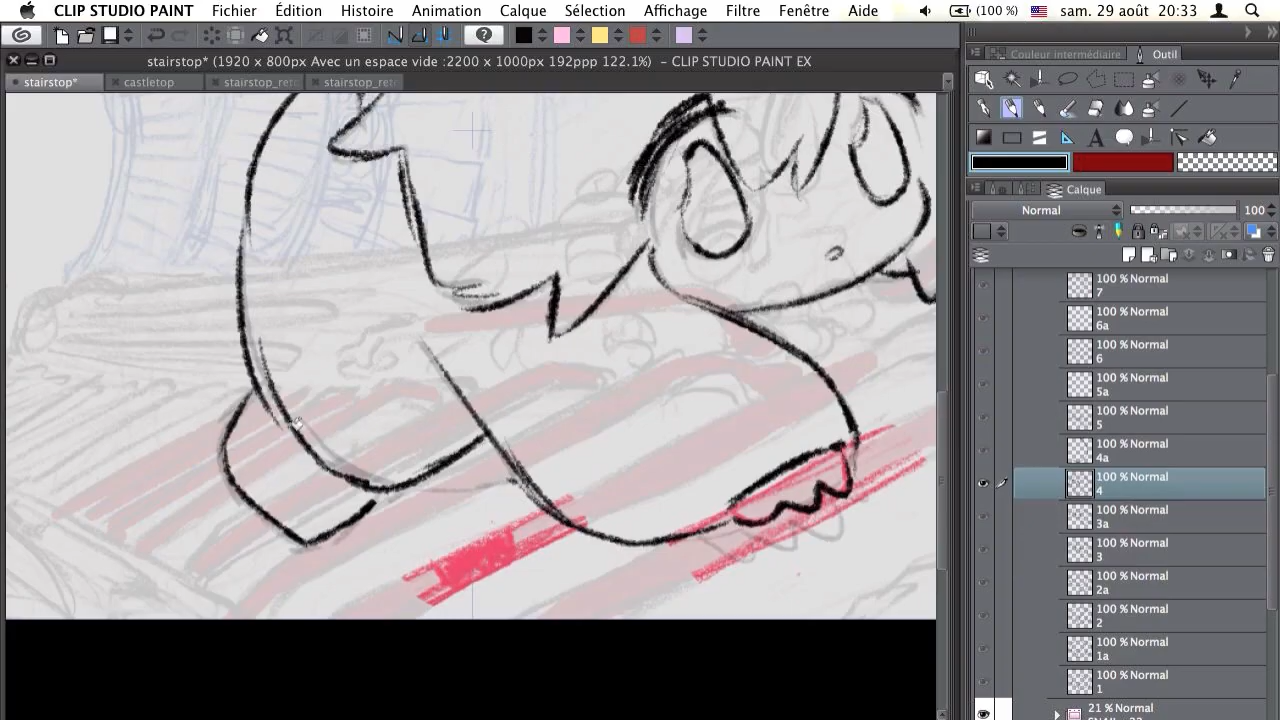 CLIP STUDIO PAINT Fichier Édition Histoire Animation Calque Sélection Affichage Filtre Fenêtre Aide (100 %) sam. 29 août 20:33
stairstop* (1920 x 800px Avec un espace vide :2200 x 1000px 192ppp 122.1%) – CLIP STUDIO PAINT EX
stairstop* castletop stairstop_retr stairstop_retr
Couleur intermédiaire Outil
A
Calque
Normal 100
100 % Normal
7
100 % Normal
6a
100 % Normal
6
100 % Normal
5a
100 % Normal
5
100 % Normal
4a
100 % Normal
4
100 % Normal
3a
100 % Normal
3
100 % Normal
2a
100 % Normal
2
100 % Normal
1a
100 % Normal
1
21 % Normal